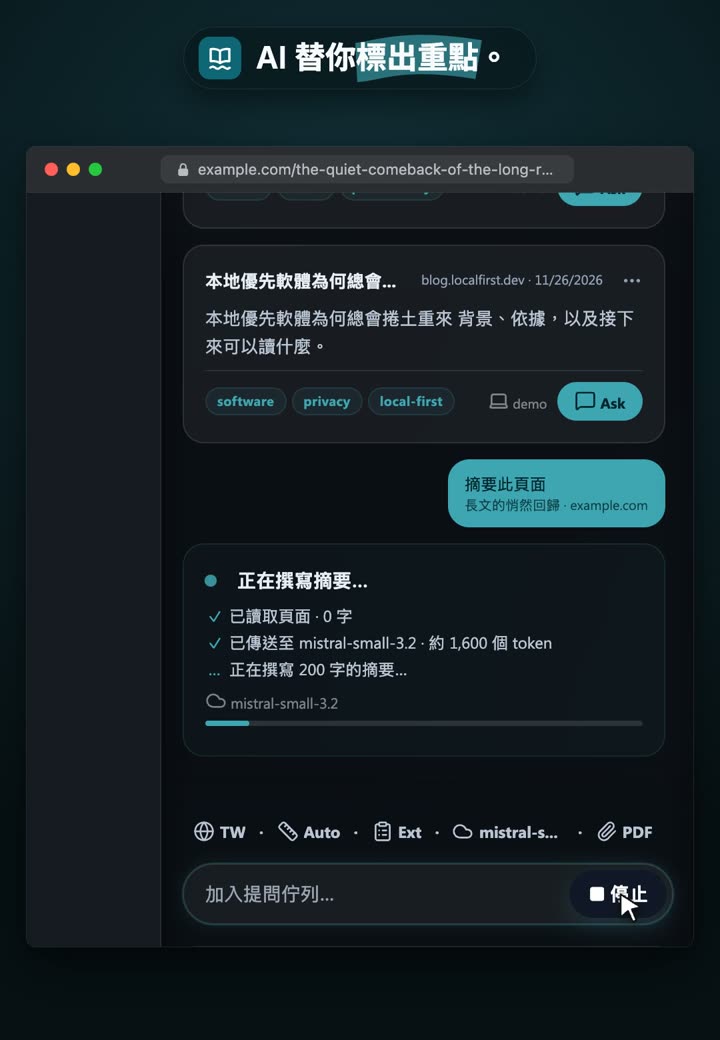 AI 替你標出重點。
example.com/the-quiet-comeback-of-the-long-r...
本地優先軟體為何總會... blog.localfirst.dev · 11/26/2026
本地優先軟體為何總會捲土重來 背景、依據，以及接下
來可以讀什麼。
software privacy local-first demo Ask
摘要此頁面
長文的悄然回歸 · example.com
正在撰寫摘要...
已讀取頁面 · 0 字
已傳送至 mistral-small-3.2 · 約 1,600 個 token
... 正在撰寫 200 字的摘要...
mistral-small-3.2
TW · Auto · Ext · mistral-s... · PDF
加入提問佇列... 停止